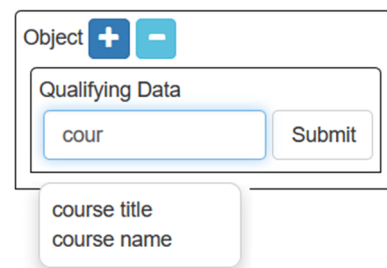 Object + -
Qualifying Data
cour Submit
course title
course name